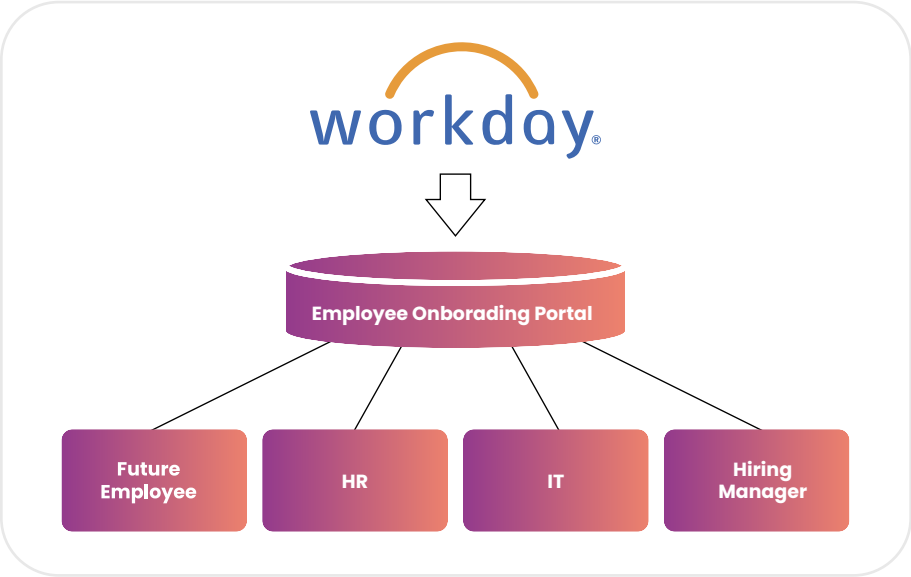 workday®
Employee Onborading Portal
Future
Employee
HR
IT
Hiring
Manager